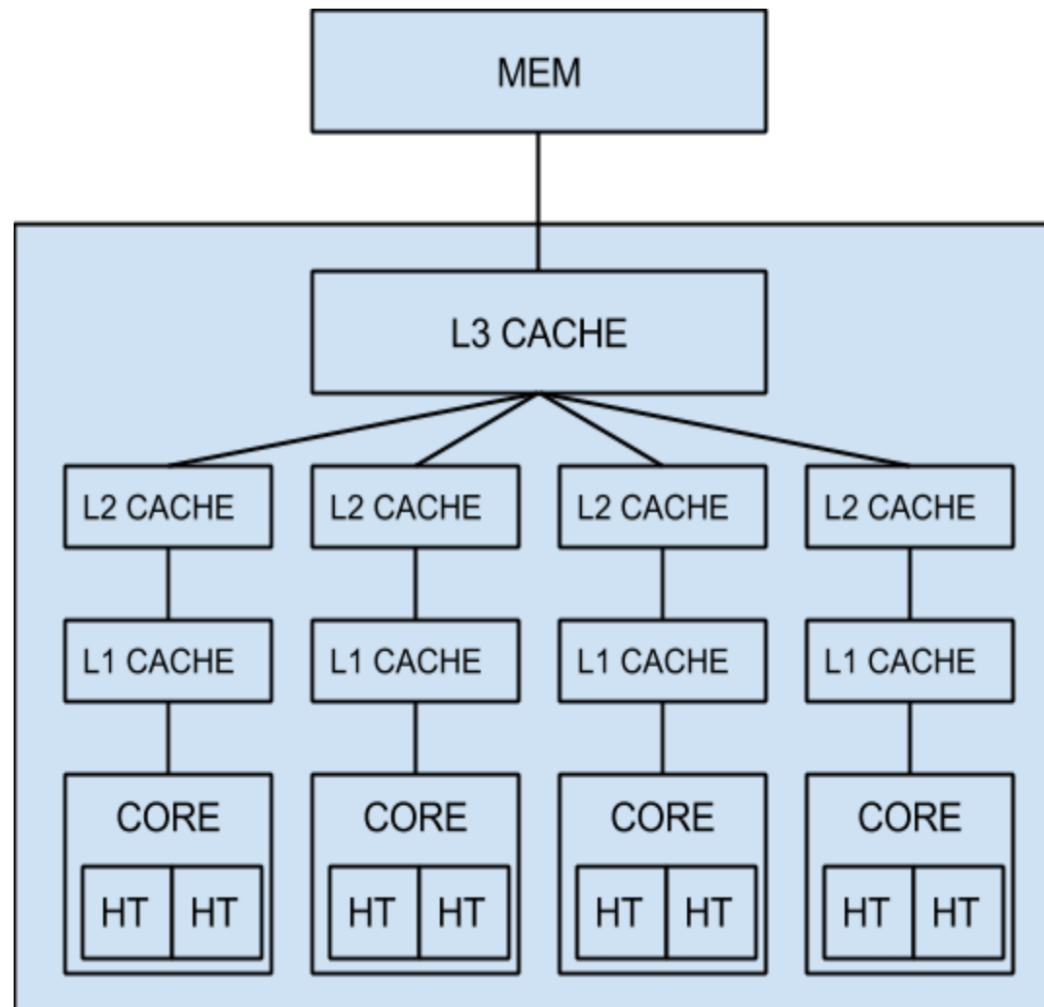 MEM
L3 CACHE
L2 CACHE L2 CACHE L2 CACHE L2 CACHE
L1 CACHE L1 CACHE L1 CACHE L1 CACHE
CORE CORE CORE CORE
HT HT HT HT HT HT HT HT